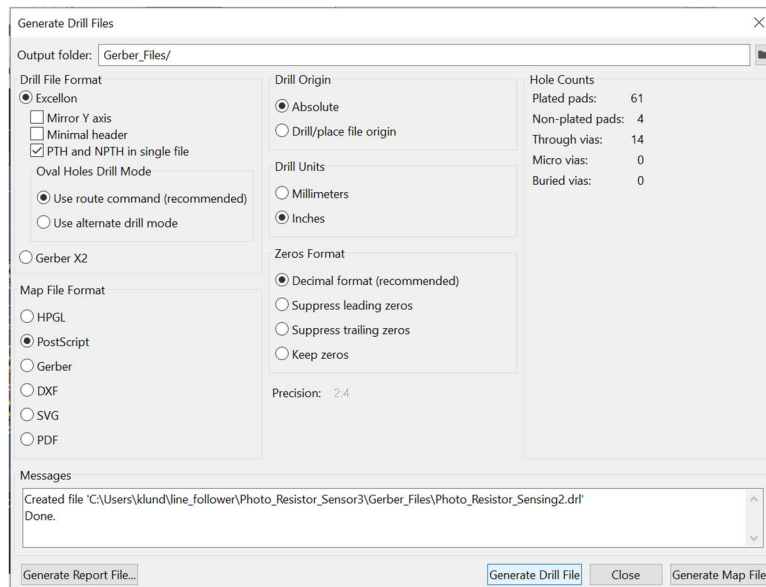 Generate Drill Files
Output folder: Gerber_Files/
Drill File Format
Excellon
Mirror Y axis
Minimal header
PTH and NPTH in single file
Oval Holes Drill Mode
Use route command (recommended)
Use alternate drill mode
Gerber X2
Map File Format
HPGL
PostScript
Gerber
DXF
SVG
PDF
Drill Origin
Absolute
Drill/place file origin
Drill Units
Millimeters
Inches
Zeros Format
Decimal format (recommended)
Suppress leading zeros
Suppress trailing zeros
Keep zeros
Precision: 2:4
Hole Counts
Plated pads: 61
Non-plated pads: 4
Through vias: 14
Micro vias: 0
Buried vias: 0
Messages
Created file 'C:\Users\klund\line_follower\Photo_Resistor_Sensor3\Gerber_Files\Photo_Resistor_Sensing2.drl'
Done.
Generate Report File... Generate Drill File Close Generate Map File